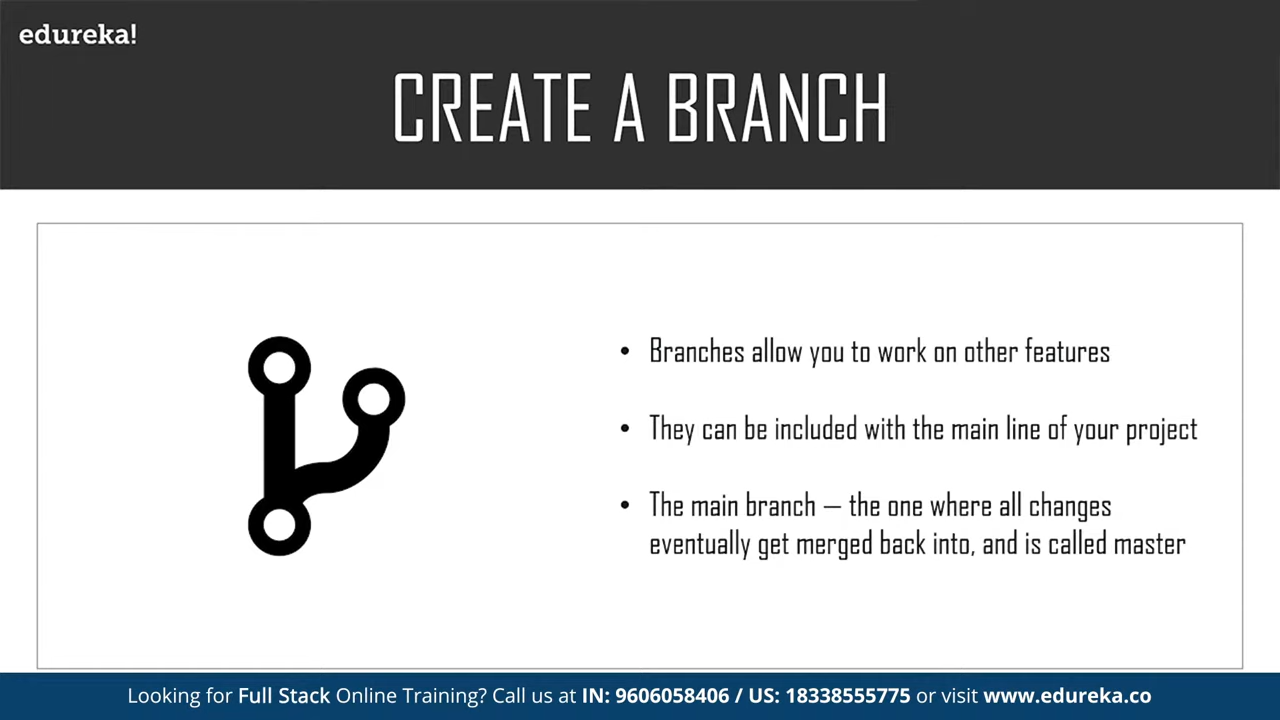 edureka!
CREATE A BRANCH
• Branches allow you to work on other features
• They can be included with the main line of your project
• The main branch — the one where all changes
eventually get merged back into, and is called master
Looking for Full Stack Online Training? Call us at IN: 9606058406 / US: 18338555775 or visit www.edureka.co